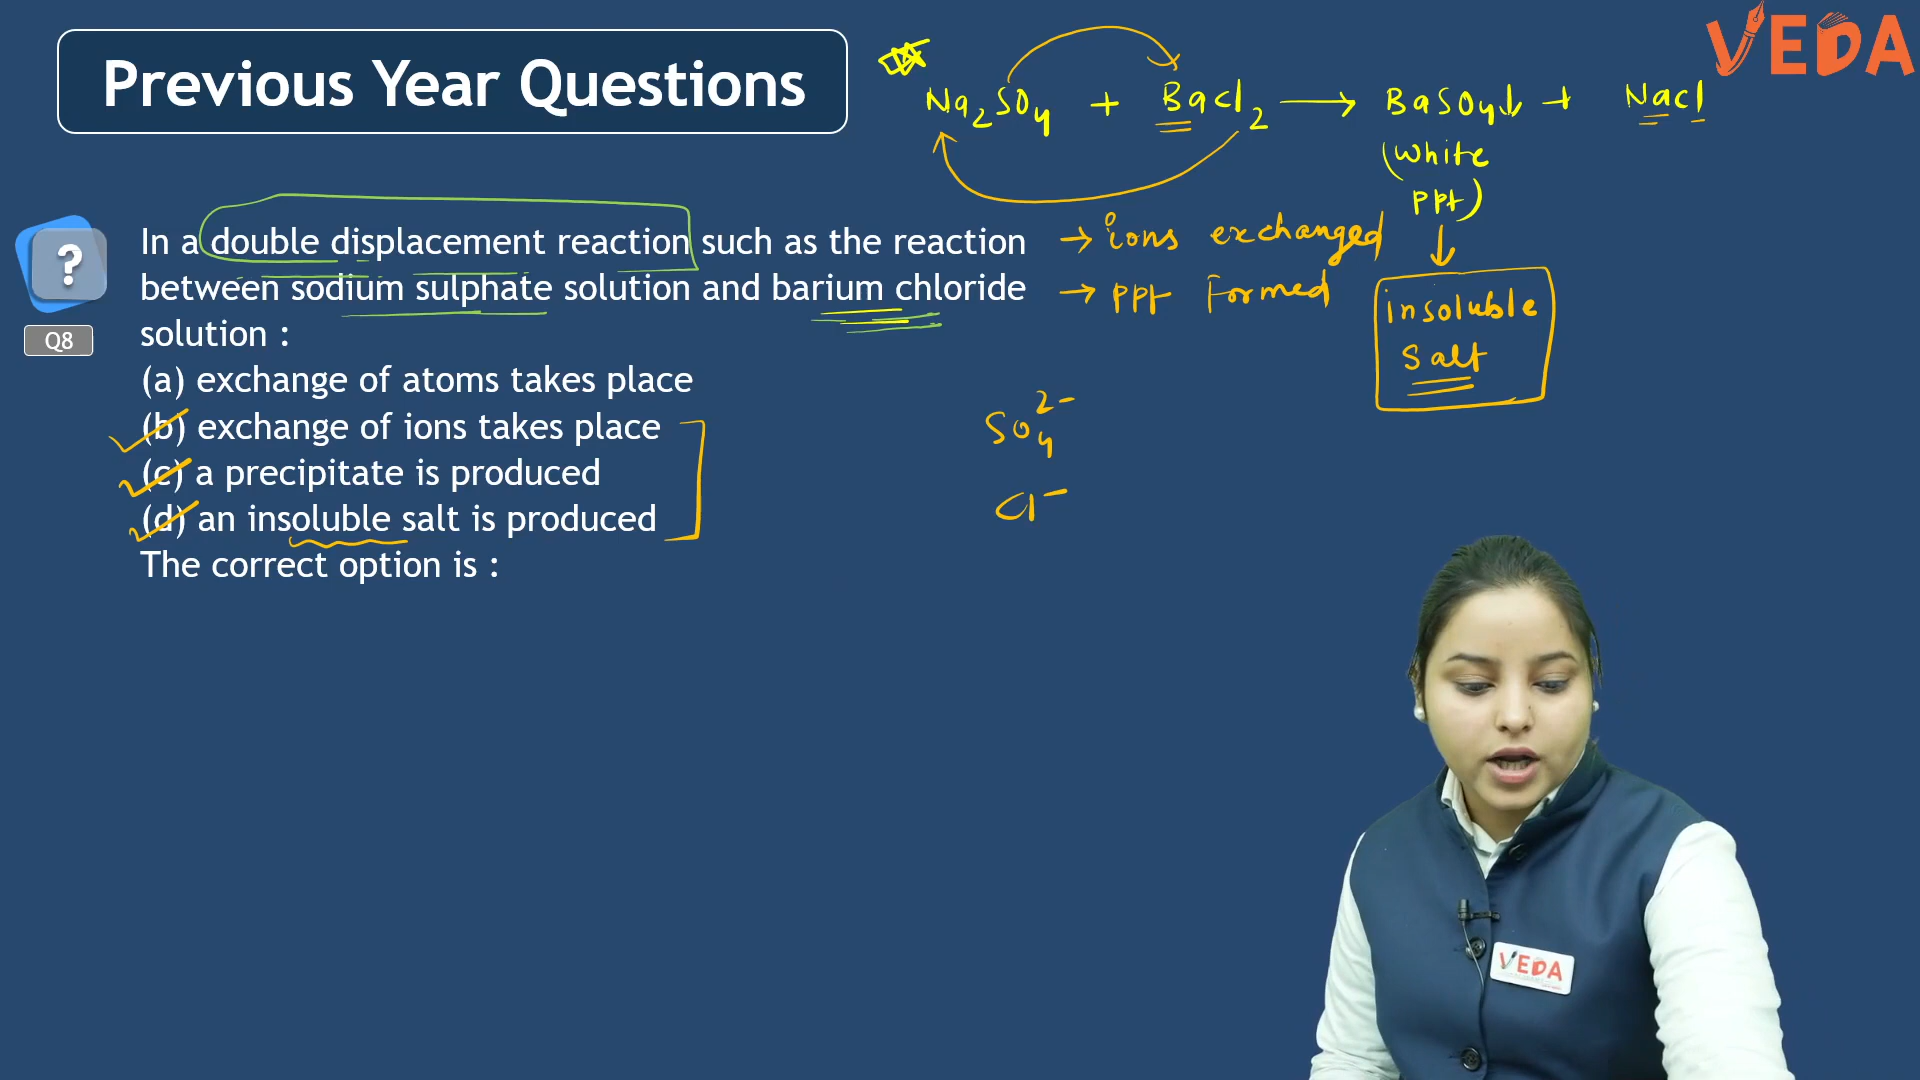 Previous Year Questions
VEDA
Na2SO4 + BaCl2 → BaSO4↓ + NaCl
(White
ppt)
In a double displacement reaction such as the reaction
between sodium sulphate solution and barium chloride
solution :
→ ions exchanged
→ ppt Formed
↓
insoluble
salt
?
Q8
(a) exchange of atoms takes place
(b) exchange of ions takes place
(c) a precipitate is produced
(d) an insoluble salt is produced
The correct option is :
SO4 2-
Cl-
VEDA